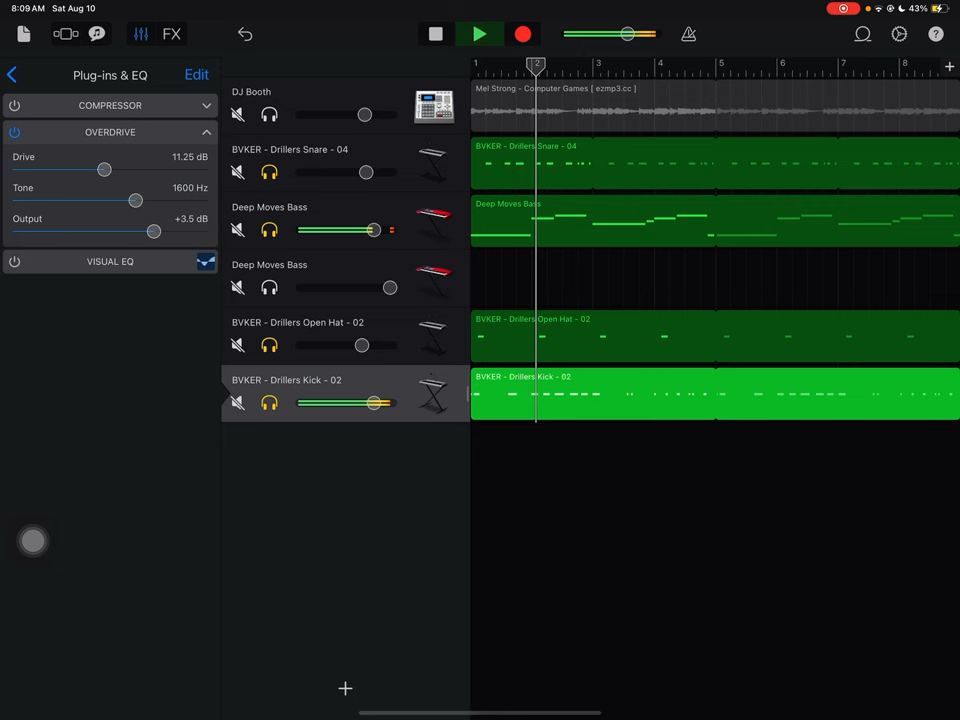 8:09 AM Sat Aug 10
43%
FX
Plug-ins & EQ
Edit
COMPRESSOR
OVERDRIVE
Drive
11.25 dB
Tone
1600 Hz
Output
+3.5 dB
VISUAL EQ
DJ Booth
BVKER - Drillers Snare - 04
Deep Moves Bass
Deep Moves Bass
BVKER - Drillers Open Hat - 02
BVKER - Drillers Kick - 02
1 2 3 4 5 6 7 8
Mel Strong - Computer Games [ ezmp3.cc ]
BVKER - Drillers Snare - 04
Deep Moves Bass
BVKER - Drillers Open Hat - 02
BVKER - Drillers Kick - 02